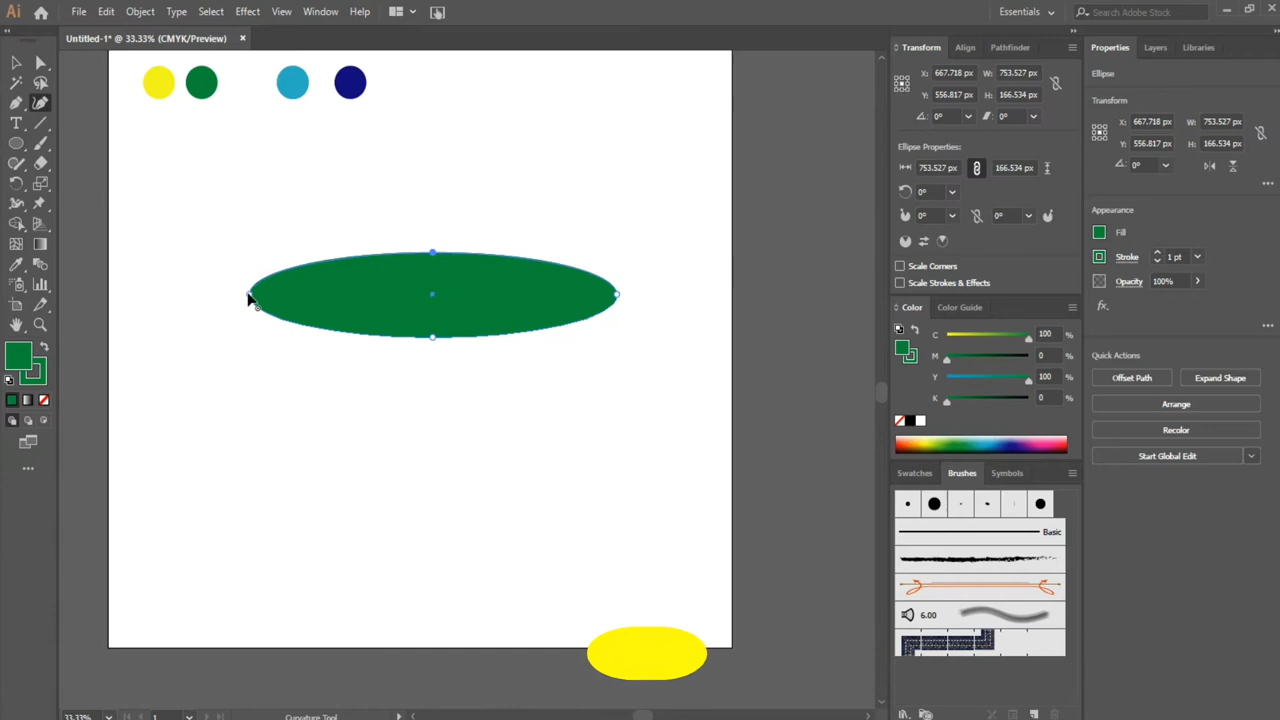 Ai File Edit Object Type Select Effect View Window Help Essentials Search Adobe Stock
Untitled-1* @ 33.33% (CMYK/Preview) ×
Transform Align Pathfinder
X: 667.718 px W: 753.527 px
Y: 556.817 px H: 166.534 px
0° 0°
Ellipse Properties:
753.527 px 166.534 px
0°
0° 0°
Scale Corners
Scale Strokes & Effects
Color Color Guide
C 100 %
M 0 %
Y 100 %
K 0 %
Swatches Brushes Symbols
Basic
6.00
Properties Layers Libraries
Ellipse
Transform
X: 667.718 px W: 753.527 px
Y: 556.817 px H: 166.534 px
0°
Appearance
Fill
Stroke 1 pt
Opacity 100%
fx.
Quick Actions
Offset Path Expand Shape
Arrange
Recolor
Start Global Edit
33.33% 1 Curvature Tool